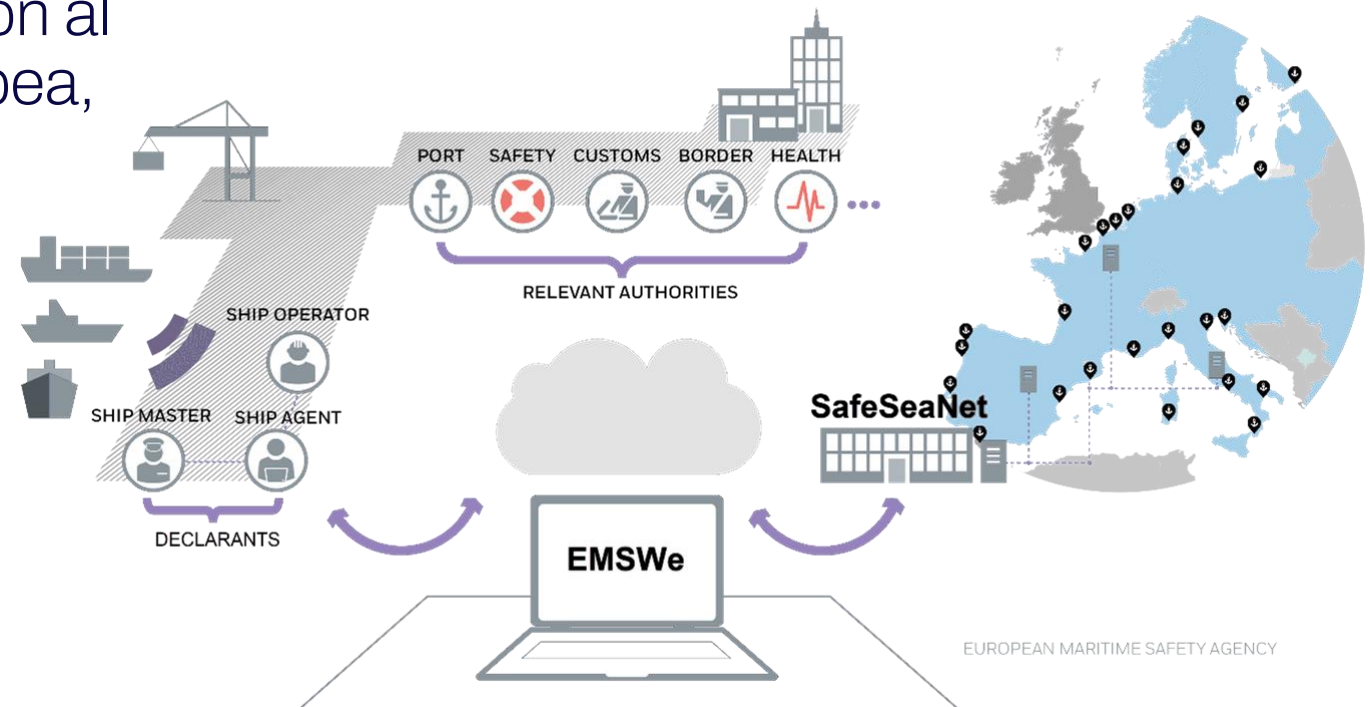 ón al
pea,
PORT SAFETY CUSTOMS BORDER HEALTH
RELEVANT AUTHORITIES
SHIP OPERATOR
SHIP MASTER SHIP AGENT
DECLARANTS
EMSWe
SafeSeaNet
EUROPEAN MARITIME SAFETY AGENCY